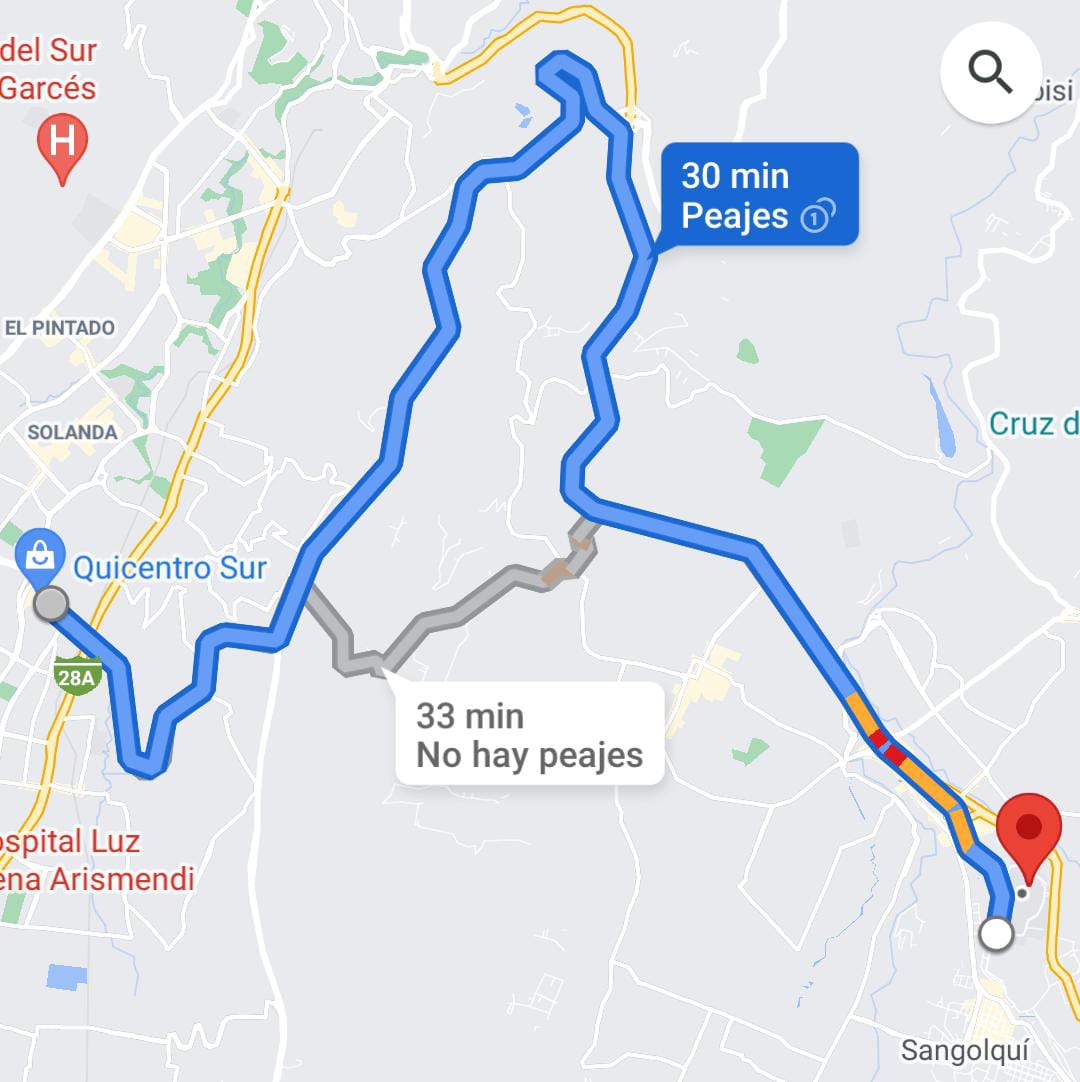 del Sur
Garcés
H
oisi
30 min
Peajes 1
EL PINTADO
SOLANDA
Cruz d
Quicentro Sur
28A
33 min
No hay peajes
ospital Luz
ena Arismendi
Sangolquí